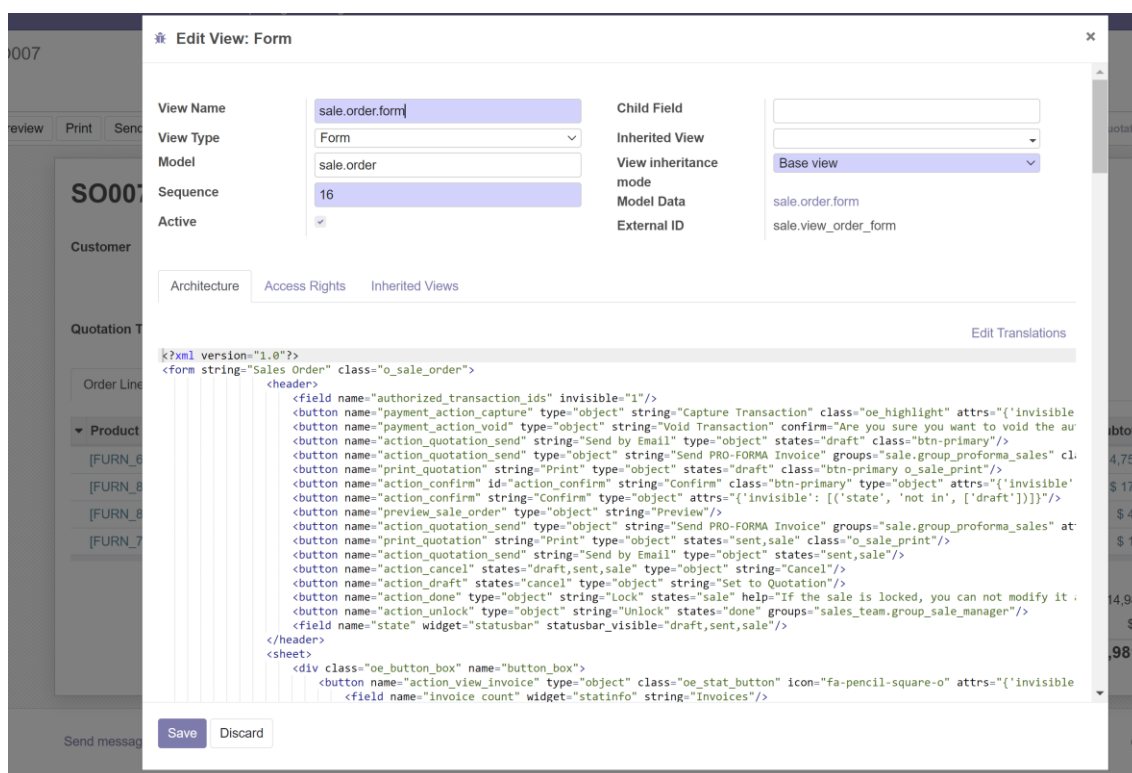 Edit View: Form
×
0007
View Name
sale.order.form
Child Field
review
Print
Send
View Type
Form
Inherited View
Model
sale.order
View inheritance mode
Base view
SO007
Sequence
16
Model Data
sale.order.form
Active
External ID
sale.view_order_form
Customer
Architecture
Access Rights
Inherited Views
Quotation T
Edit Translations
<?xml version="1.0"?>
<form string="Sales Order" class="o_sale_order">
<header>
<field name="authorized_transaction_ids" invisible="1"/>
<button name="payment_action_capture" type="object" string="Capture Transaction" class="oe_highlight" attrs="{'invisible
<button name="payment_action_void" type="object" string="Void Transaction" confirm="Are you sure you want to void the au
<button name="action_quotation_send" string="Send by Email" type="object" states="draft" class="btn-primary"/>
<button name="action_quotation_send" type="object" string="Send PRO-FORMA Invoice" groups="sale.group_proforma_sales" cl
<button name="print_quotation" string="Print" type="object" states="draft" class="btn-primary o_sale_print"/>
<button name="action_confirm" id="action_confirm" string="Confirm" class="btn-primary" type="object" attrs="{'invisible'
<button name="action_confirm" string="Confirm" type="object" attrs="{'invisible': [('state', 'not in', ['draft'])]}"/>
<button name="preview_sale_order" type="object" string="Preview"/>
<button name="action_quotation_send" type="object" string="Send PRO-FORMA Invoice" groups="sale.group_proforma_sales" at
<button name="print_quotation" string="Print" type="object" states="sent,sale" class="o_sale_print"/>
<button name="action_quotation_send" string="Send by Email" type="object" states="sent,sale"/>
<button name="action_cancel" states="draft,sent,sale" type="object" string="Cancel"/>
<button name="action_draft" states="cancel" type="object" string="Set to Quotation"/>
<button name="action_done" type="object" string="Lock" states="sale" help="If the sale is locked, you can not modify it
<button name="action_unlock" type="object" string="Unlock" states="done" groups="sales_team.group_sale_manager"/>
<field name="state" widget="statusbar" statusbar_visible="draft,sent,sale"/>
</header>
<sheet>
<div class="oe_button_box" name="button_box">
<button name="action_view_invoice" type="object" class="oe_stat_button" icon="fa-pencil-square-o" attrs="{'invisible
<field name="invoice_count" widget="statinfo" string="Invoices"/>
Order Line
Product
[FURN_6
[FURN_8
[FURN_8
[FURN_7
4,75
$ 17
$ 4
$ 1
14,9
$
,98
Save
Discard
Send messag